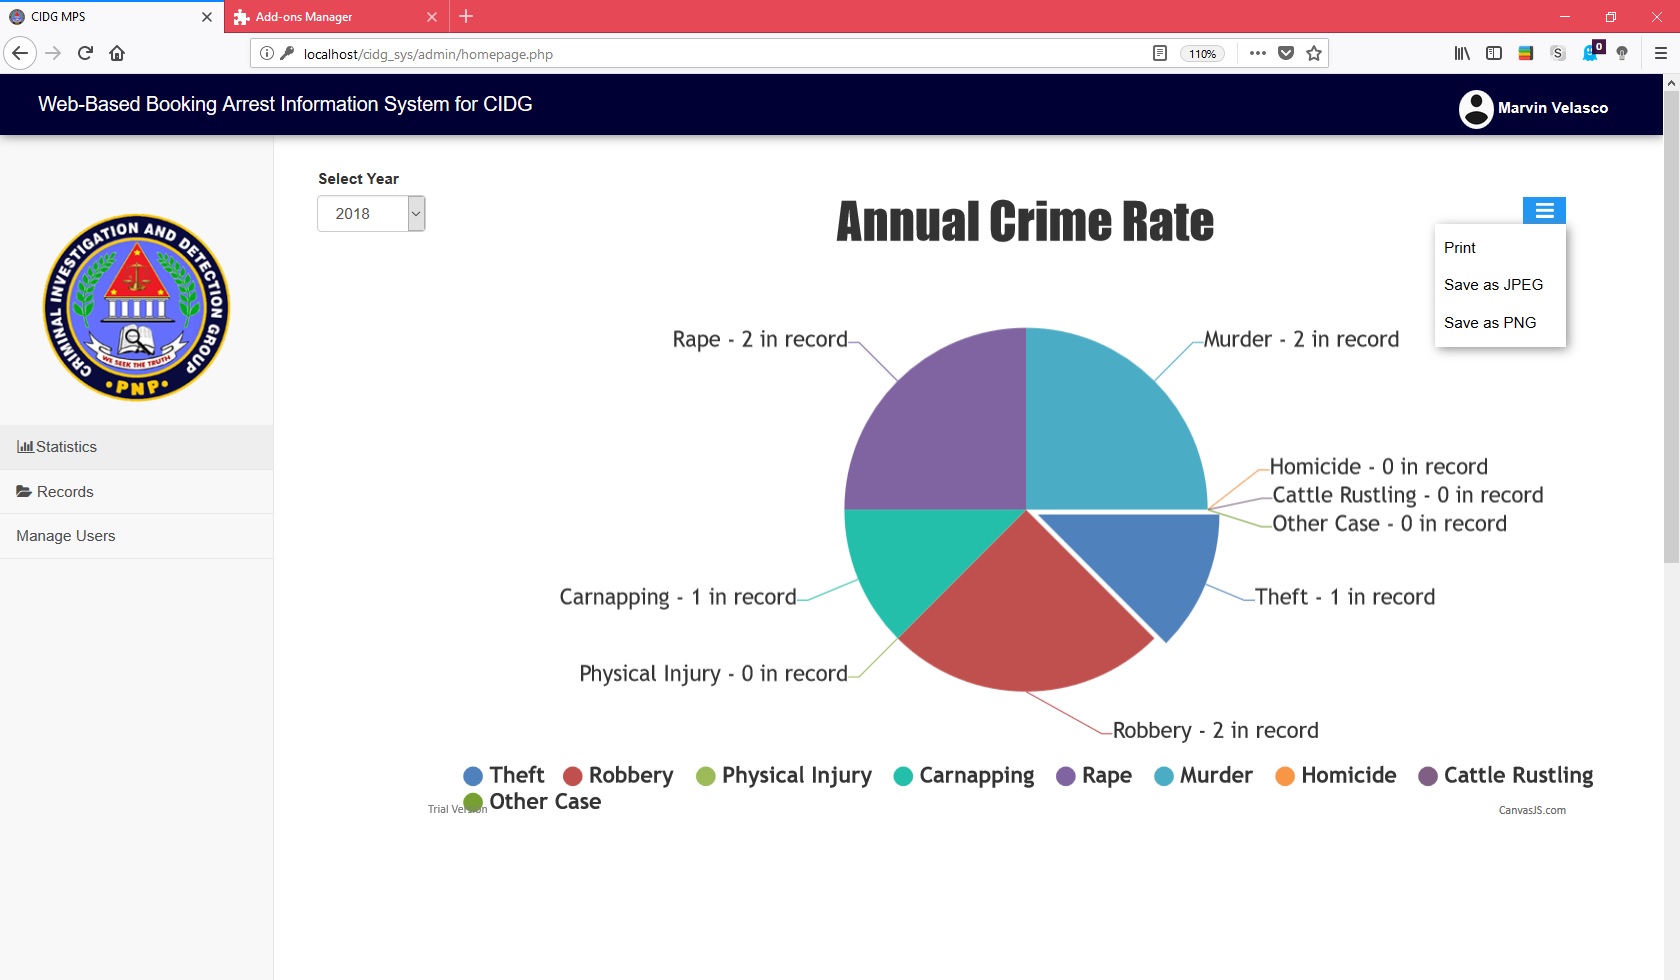 CIDG MPS
Add-ons Manager
localhost/cidg_sys/admin/homepage.php
110%
S
0
Web-Based Booking Arrest Information System for CIDG
Marvin Velasco
Select Year
2018
Annual Crime Rate
Print
Save as JPEG
Save as PNG
CRIMINAL INVESTIGATION AND DETECTION GROUP
WE SEEK THE TRUTH
PNP
Statistics
Records
Manage Users
Rape - 2 in record
Murder - 2 in record
Homicide - 0 in record
Cattle Rustling - 0 in record
Other Case - 0 in record
Carnapping - 1 in record
Theft - 1 in record
Physical Injury - 0 in record
Robbery - 2 in record
Theft Robbery Physical Injury Carnapping Rape Murder Homicide Cattle Rustling
Other Case
Trial Version
CanvasJS.com